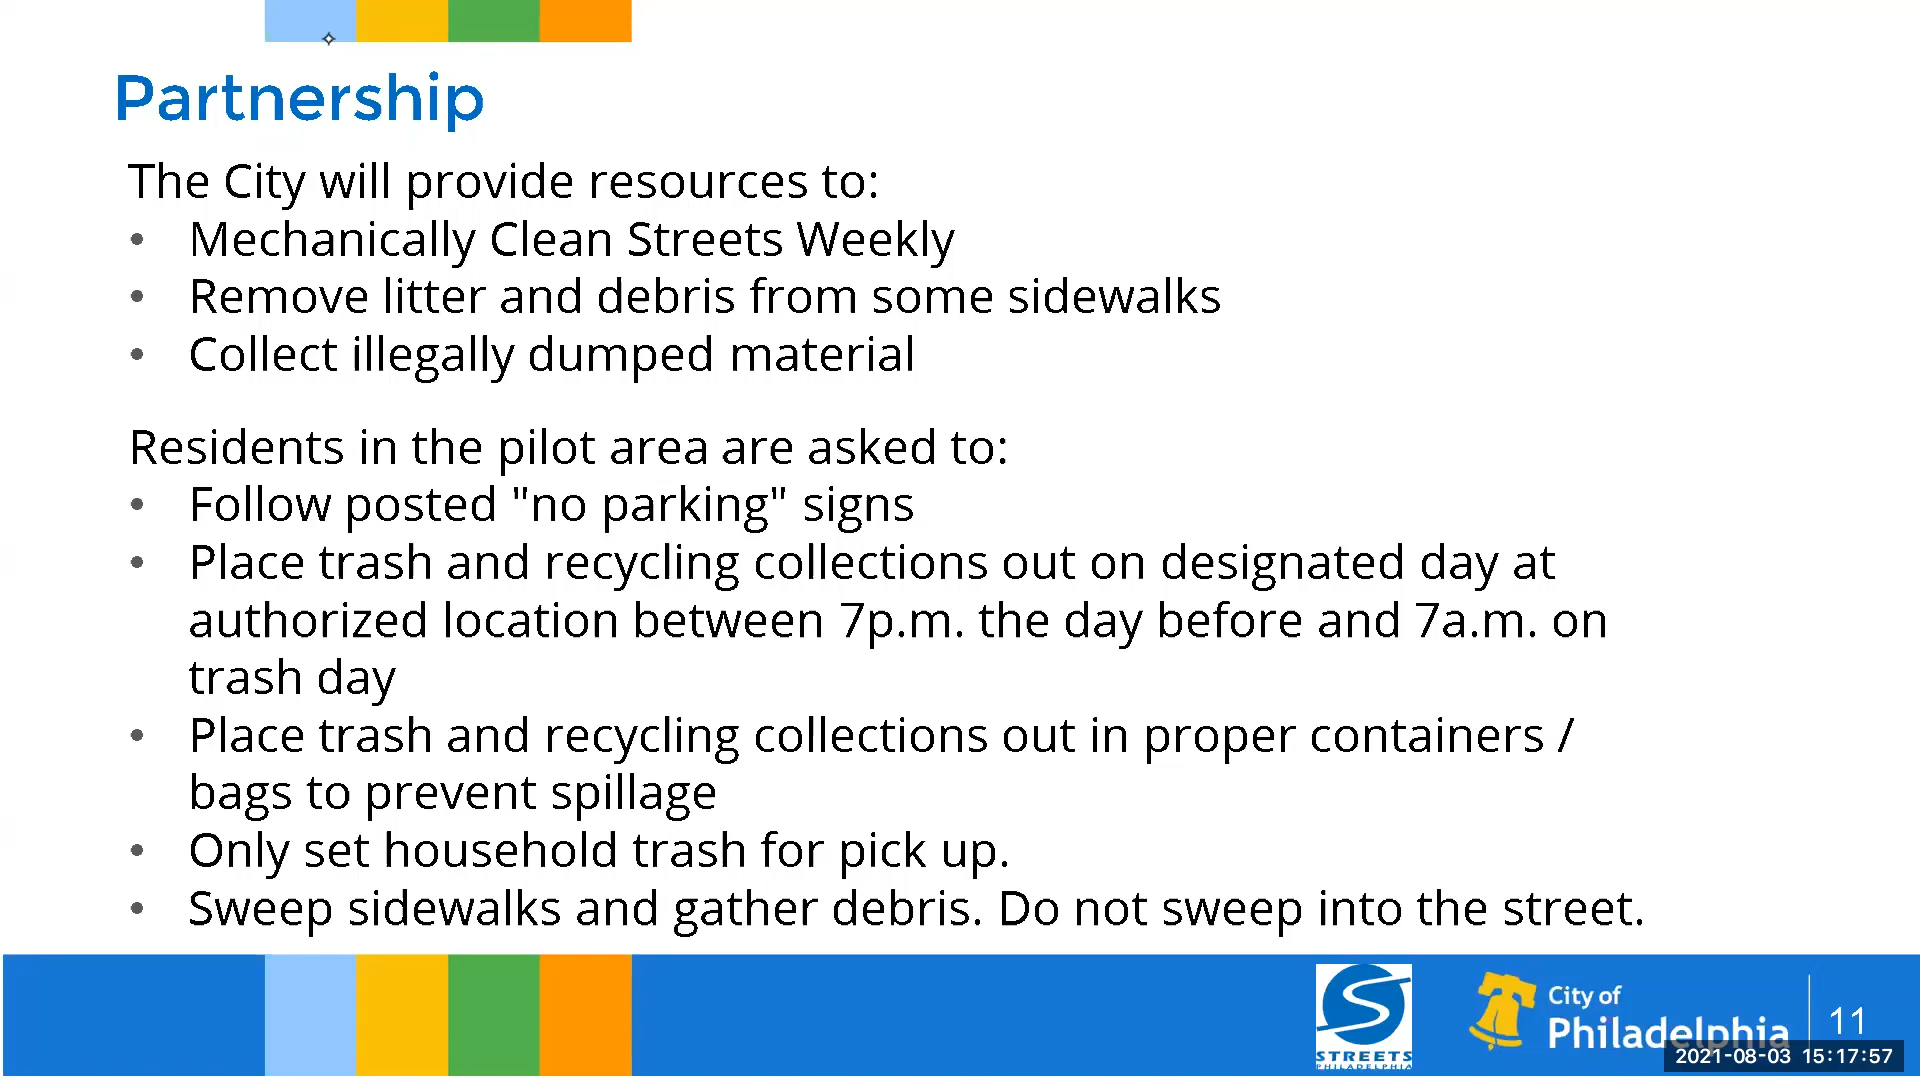 Partnership
The City will provide resources to:
• Mechanically Clean Streets Weekly
• Remove litter and debris from some sidewalks
• Collect illegally dumped material
Residents in the pilot area are asked to:
• Follow posted "no parking" signs
• Place trash and recycling collections out on designated day at
authorized location between 7p.m. the day before and 7a.m. on
trash day
• Place trash and recycling collections out in proper containers /
bags to prevent spillage
• Only set household trash for pick up.
• Sweep sidewalks and gather debris. Do not sweep into the street.
STREETS
PHILADELPHIA
City of
Philadelphia
11
2021-08-03 15:17:57